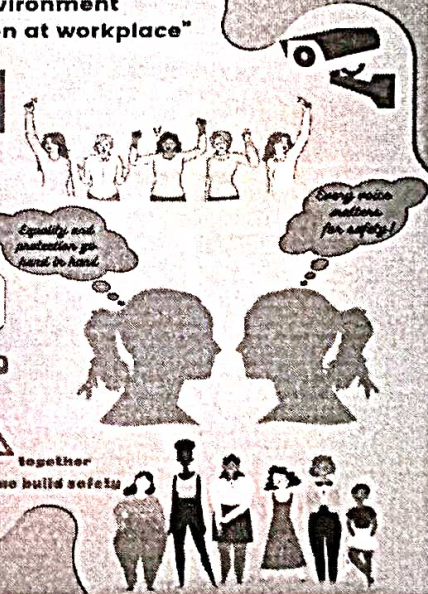 vironment
n at workplace"
Every voice
matters
for safety!
Equality and
protection go
hand in hand
together
we build safety